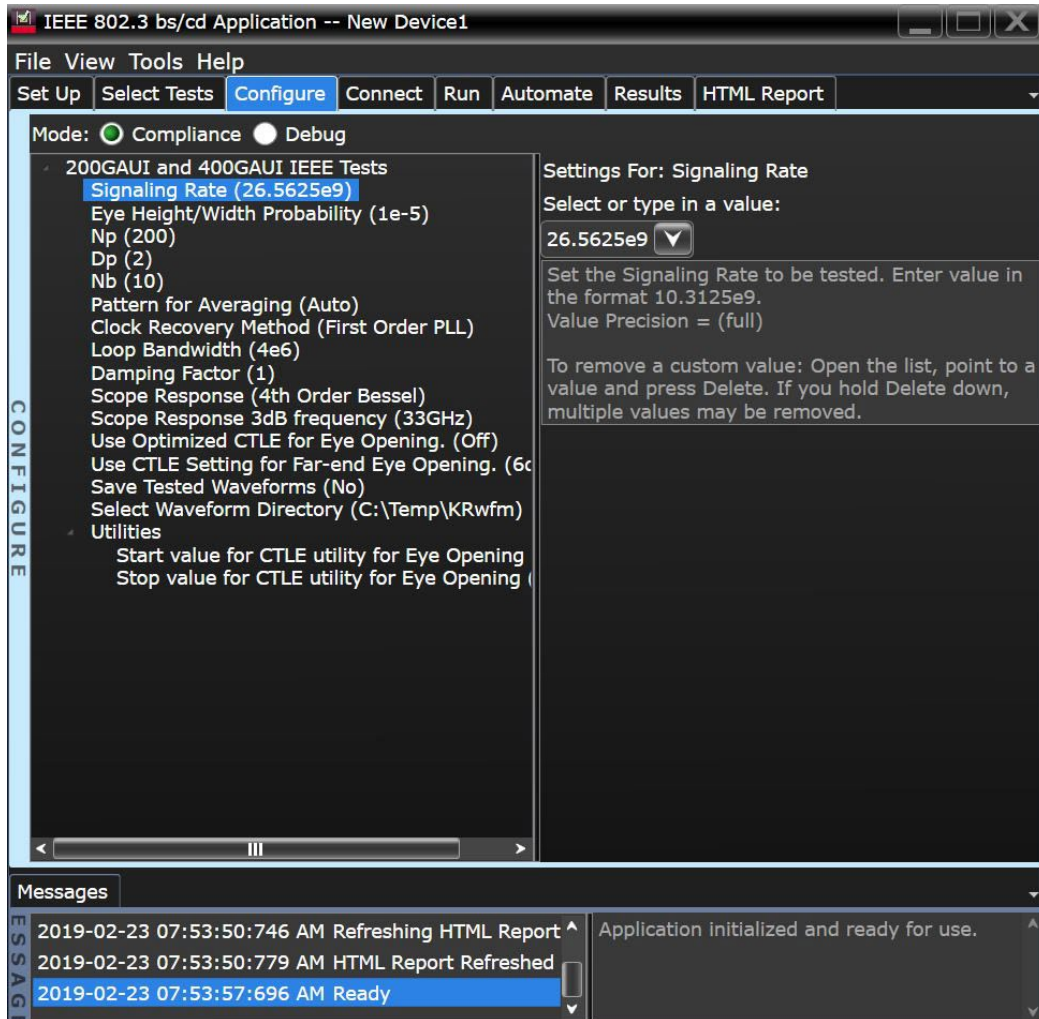 IEEE 802.3 bs/cd Application -- New Device1
File View Tools Help
Set Up Select Tests Configure Connect Run Automate Results HTML Report
Mode: Compliance Debug
200GAUI and 400GAUI IEEE Tests
Signaling Rate (26.5625e9)
Eye Height/Width Probability (1e-5)
Np (200)
Dp (2)
Nb (10)
Pattern for Averaging (Auto)
Clock Recovery Method (First Order PLL)
Loop Bandwidth (4e6)
Damping Factor (1)
Scope Response (4th Order Bessel)
Scope Response 3dB frequency (33GHz)
Use Optimized CTLE for Eye Opening. (Off)
Use CTLE Setting for Far-end Eye Opening. (6d
Save Tested Waveforms (No)
Select Waveform Directory (C:\Temp\KRwfm)
Utilities
Start value for CTLE utility for Eye Opening
Stop value for CTLE utility for Eye Opening (
CONFIGURE
Settings For: Signaling Rate
Select or type in a value:
26.5625e9
Set the Signaling Rate to be tested. Enter value in
the format 10.3125e9.
Value Precision = (full)
To remove a custom value: Open the list, point to a
value and press Delete. If you hold Delete down,
multiple values may be removed.
Messages
ESSAG
2019-02-23 07:53:50:746 AM Refreshing HTML Report
2019-02-23 07:53:50:779 AM HTML Report Refreshed
2019-02-23 07:53:57:696 AM Ready
Application initialized and ready for use.